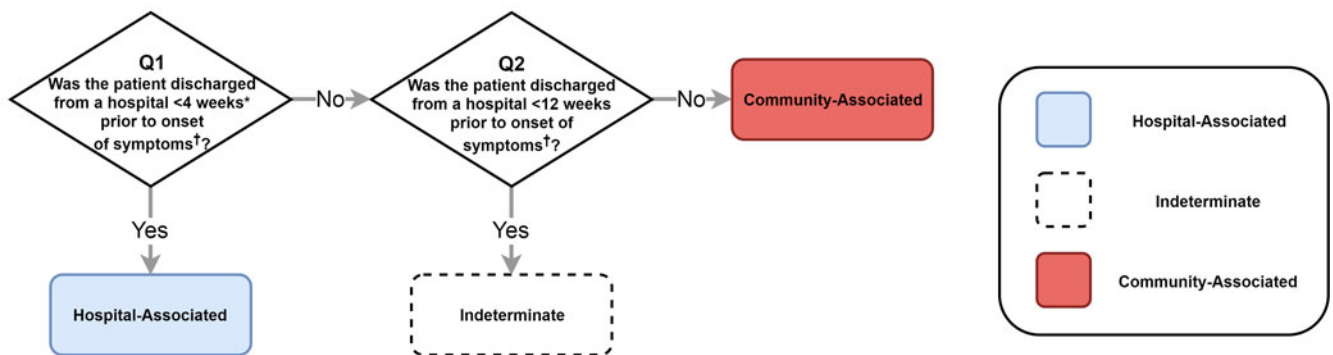 Q1
Was the patient discharged
from a hospital <4 weeks*
prior to onset
of symptoms†?
No
Q2
Was the patient discharged
from a hospital <12 weeks
prior to onset of
symptoms†?
No
Community-Associated
Yes
Yes
Hospital-Associated
Indeterminate
Hospital-Associated
Indeterminate
Community-Associated